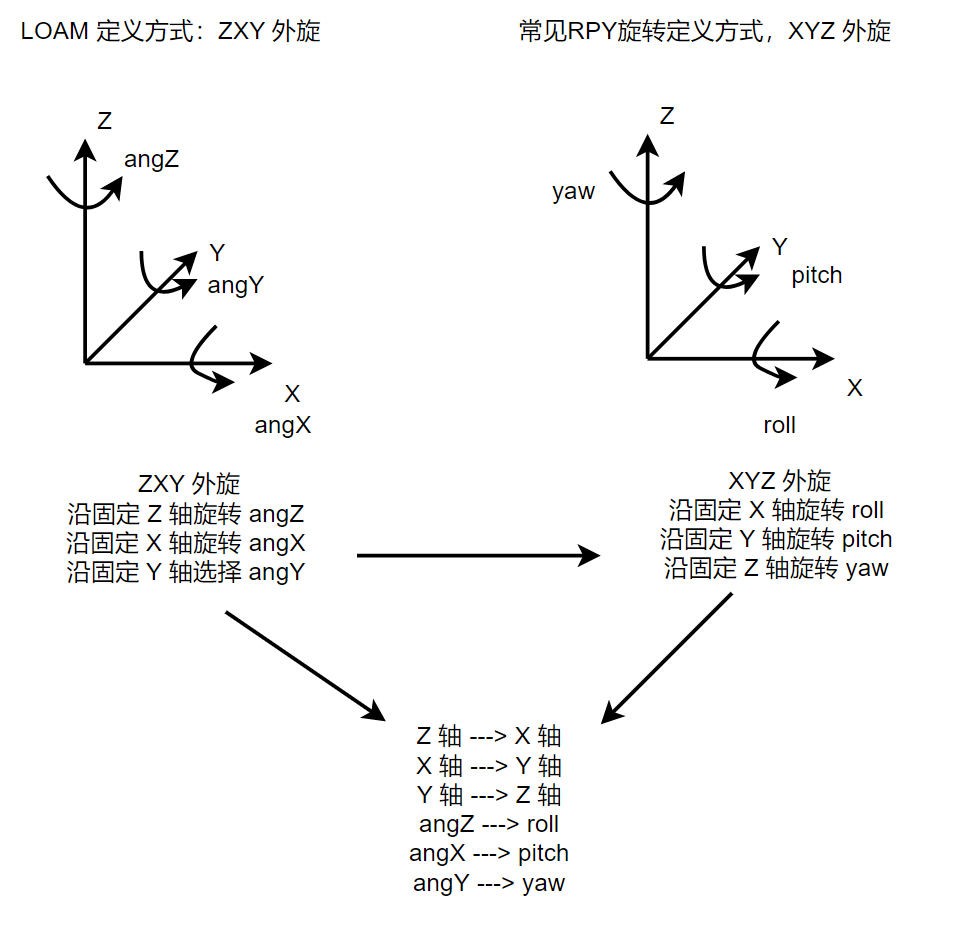 LOAM 定义方式：ZXY 外旋
常见RPY旋转定义方式，XYZ 外旋
Z
angZ
Y
angY
X
angX
Z
yaw
Y
pitch
X
roll
ZXY 外旋
沿固定 Z 轴旋转 angZ
沿固定 X 轴旋转 angX
沿固定 Y 轴选择 angY
XYZ 外旋
沿固定 X 轴旋转 roll
沿固定 Y 轴旋转 pitch
沿固定 Z 轴旋转 yaw
Z 轴 ---> X 轴
X 轴 ---> Y 轴
Y 轴 ---> Z 轴
angZ ---> roll
angX ---> pitch
angY ---> yaw